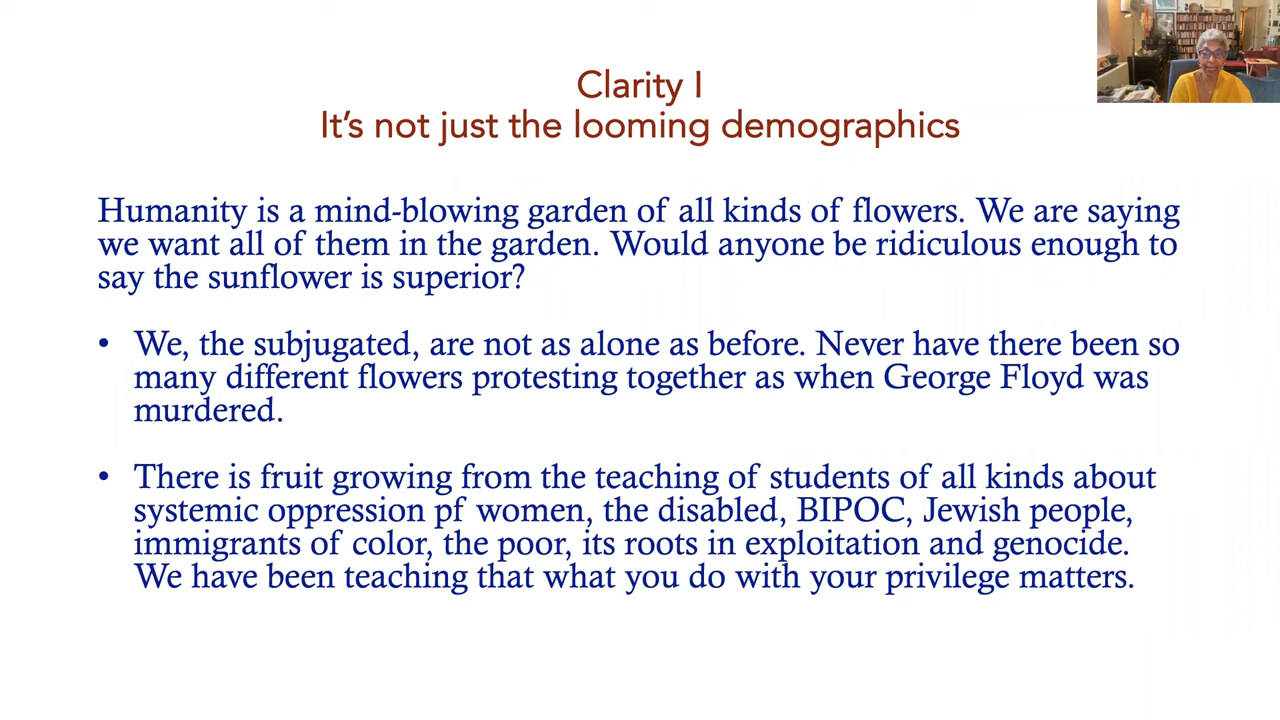 Clarity I
It's not just the looming demographics
Humanity is a mind-blowing garden of all kinds of flowers. We are saying
we want all of them in the garden. Would anyone be ridiculous enough to
say the sunflower is superior?
• We, the subjugated, are not as alone as before. Never have there been so
many different flowers protesting together as when George Floyd was
murdered.
• There is fruit growing from the teaching of students of all kinds about
systemic oppression pf women, the disabled, BIPOC, Jewish people,
immigrants of color, the poor, its roots in exploitation and genocide.
We have been teaching that what you do with your privilege matters.